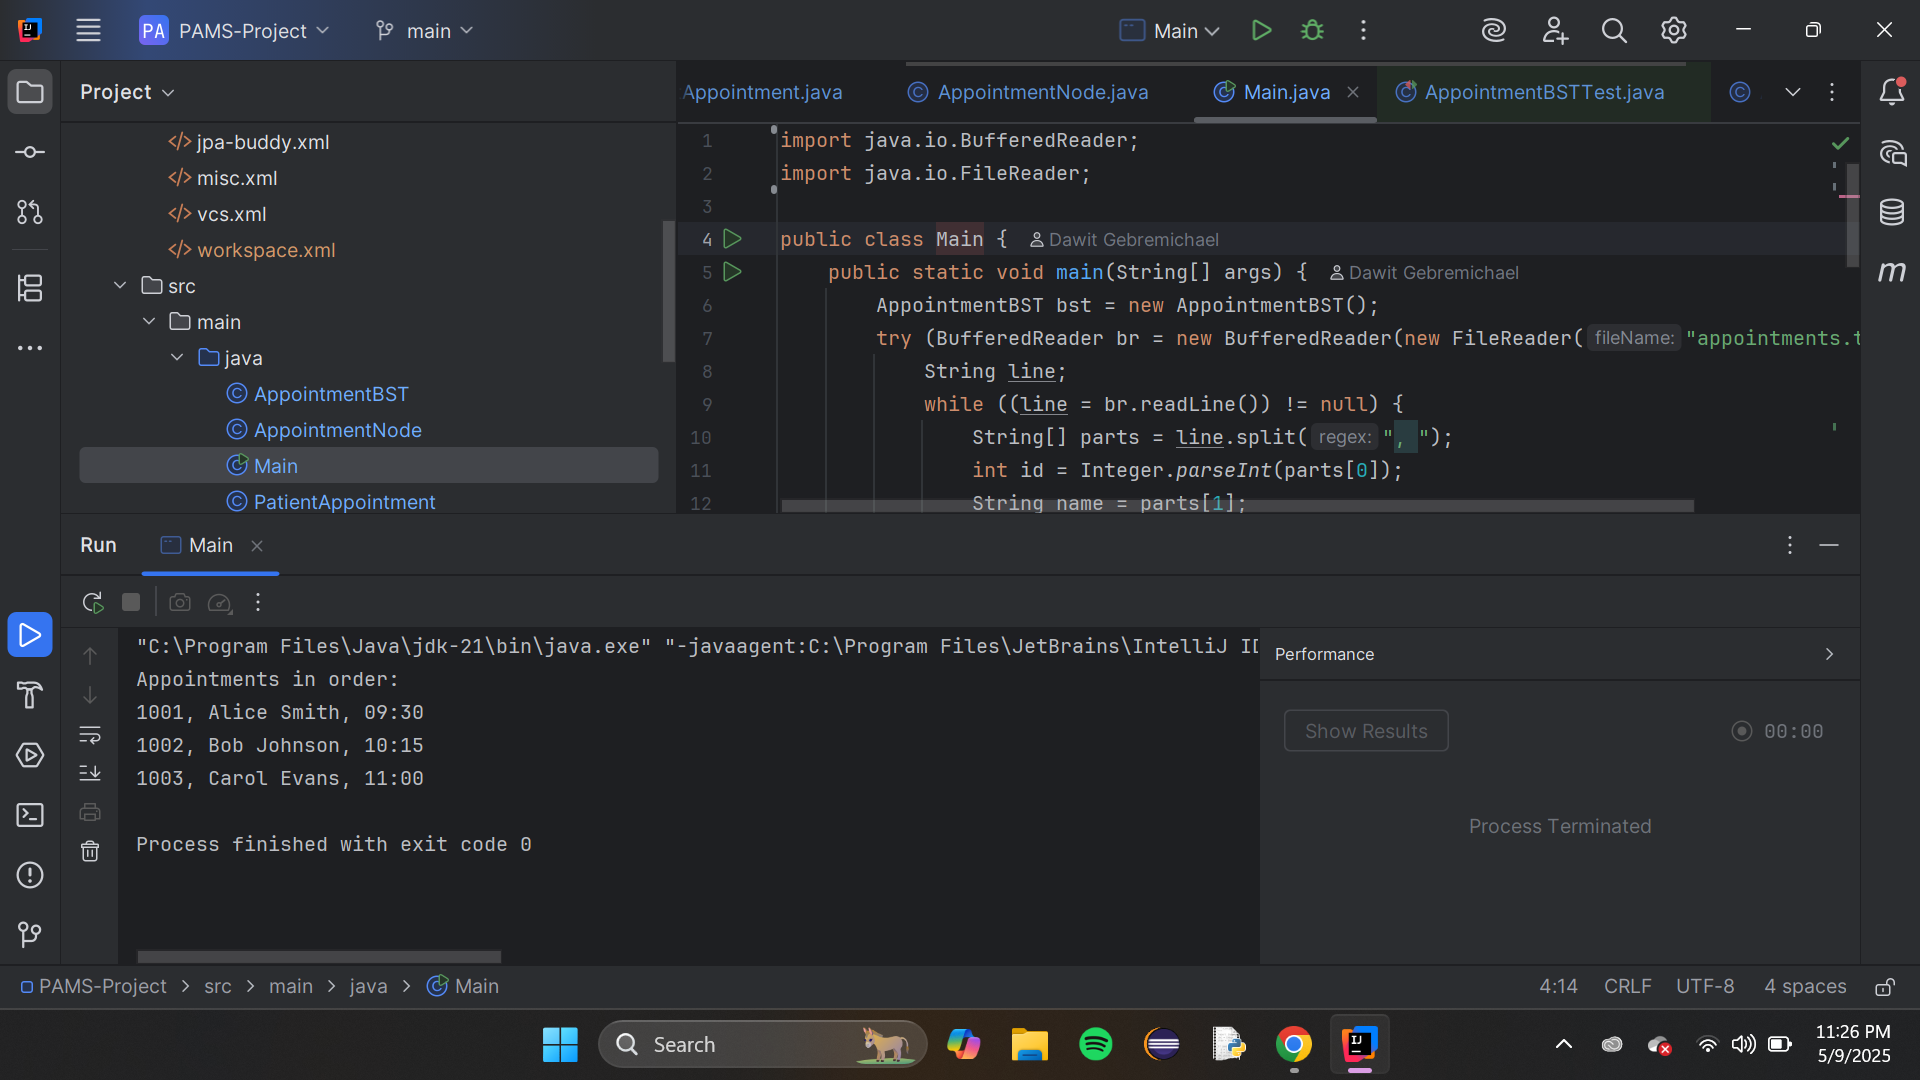 PA PAMS-Project main Main
Project
Appointment.java AppointmentNode.java Main.java AppointmentBSTTest.java
jpa-buddy.xml
misc.xml
vcs.xml
workspace.xml
src
main
java
AppointmentBST
AppointmentNode
Main
PatientAppointment
1 import java.io.BufferedReader;
2 import java.io.FileReader;
3
4 public class Main { Dawit Gebremichael
5 public static void main(String[] args) { Dawit Gebremichael
6 AppointmentBST bst = new AppointmentBST();
7 try (BufferedReader br = new BufferedReader(new FileReader( fileName: "appointments.t
8 String line;
9 while ((line = br.readLine()) != null) {
10 String[] parts = line.split( regex: ", ");
11 int id = Integer.parseInt(parts[0]);
12 String name = parts[1];
Run Main
"C:\Program Files\Java\jdk-21\bin\java.exe" "-javaagent:C:\Program Files\JetBrains\IntelliJ ID
Appointments in order:
1001, Alice Smith, 09:30
1002, Bob Johnson, 10:15
1003, Carol Evans, 11:00
Process finished with exit code 0
Performance
Show Results 00:00
Process Terminated
PAMS-Project > src > main > java > Main 4:14 CRLF UTF-8 4 spaces
Search
11:26 PM
5/9/2025